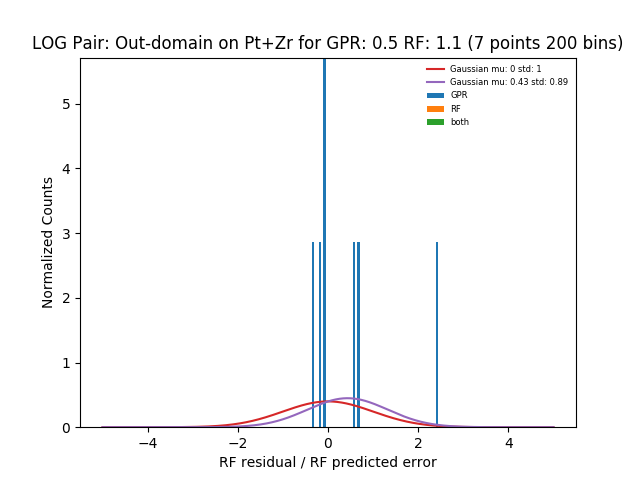 LOG Pair: Out-domain on Pt+Zr for GPR: 0.5 RF: 1.1 (7 points 200 bins)
Gaussian mu: 0 std: 1
Gaussian mu: 0.43 std: 0.89
GPR
RF
both
Normalized Counts
5
4
3
2
1
0
−4 −2 0 2 4
RF residual / RF predicted error